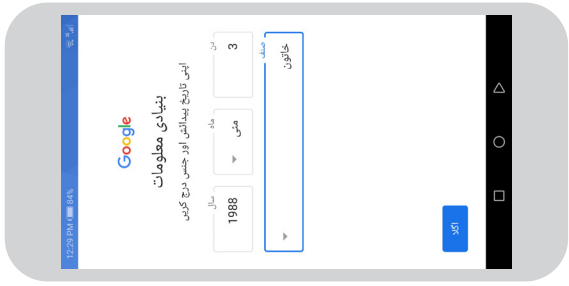 12:29 PM 84%
Google
بنیادی معلومات
اپنی تاریخ پیدائش اور جنس درج کریں
دن ماہ سال
3 مئی 1988
صنف
خاتون
اگلا